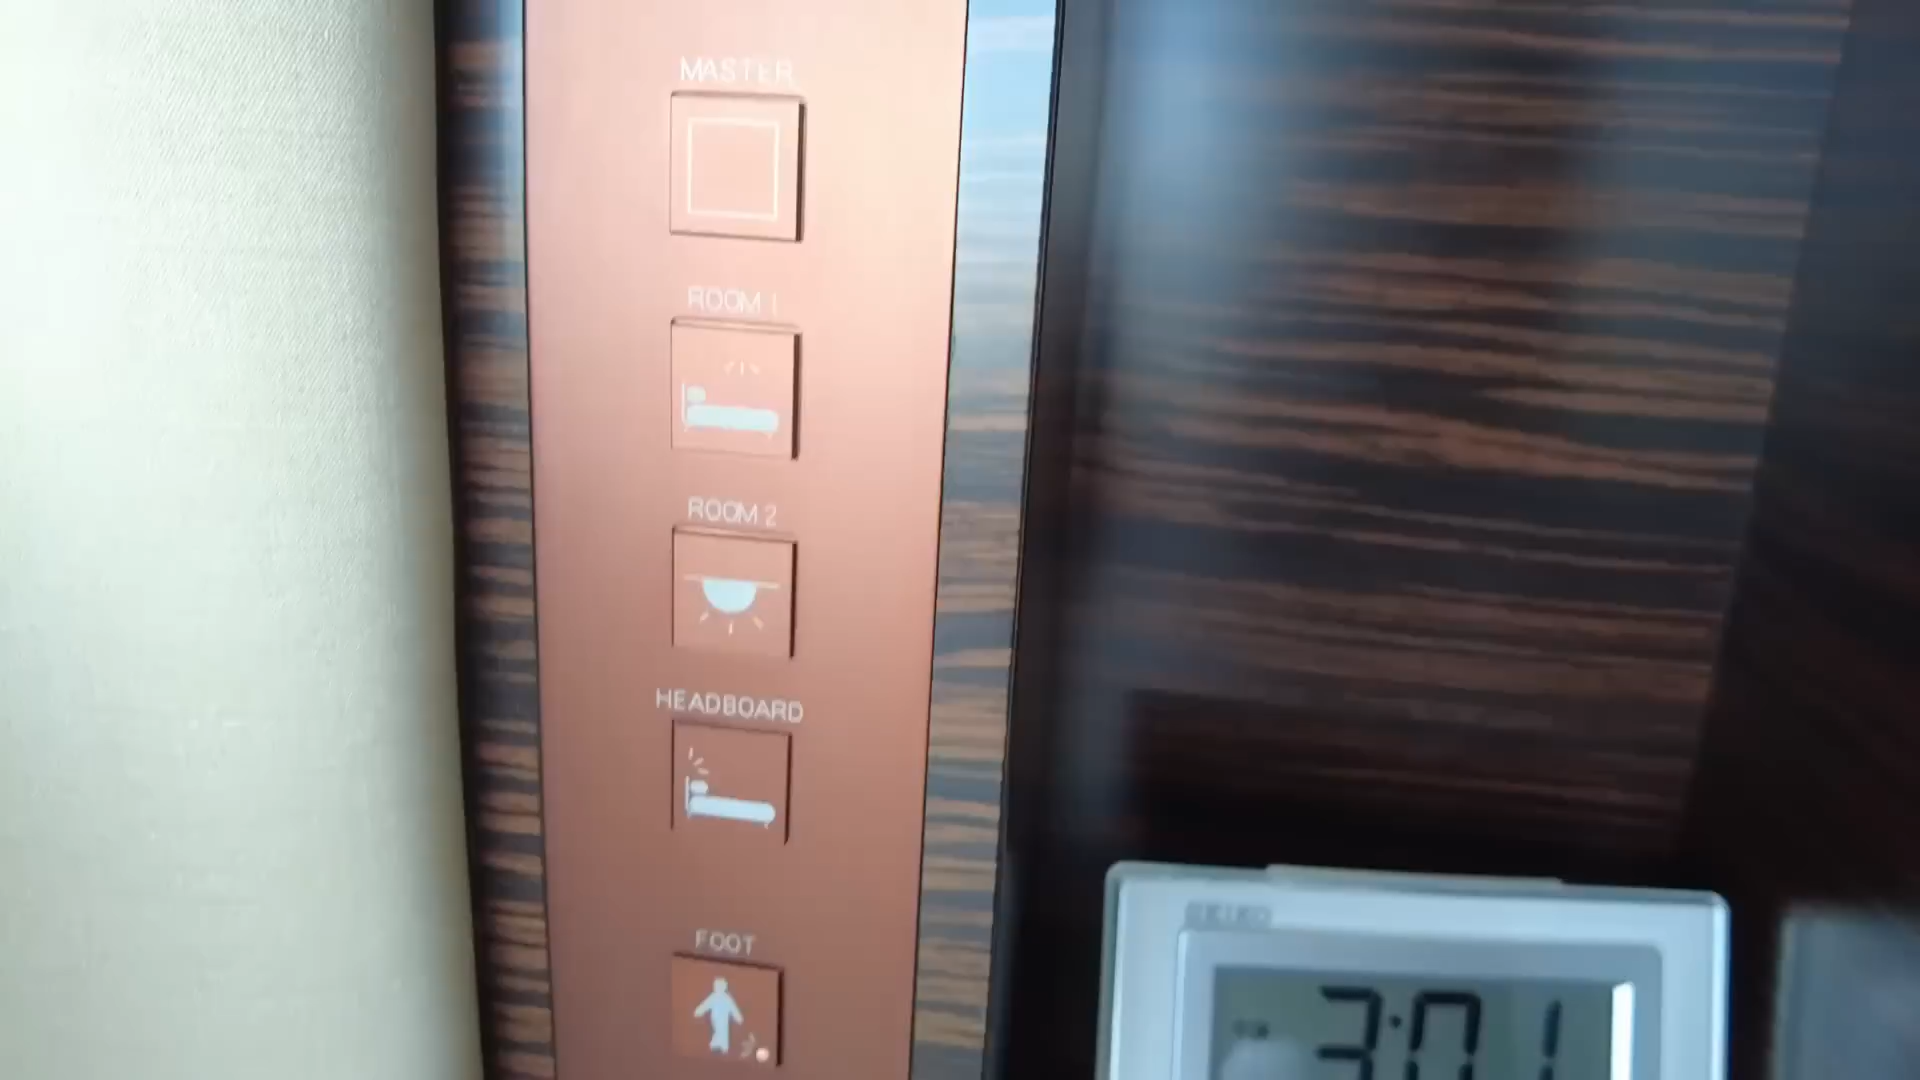 MASTER
ROOM 1
ROOM 2
HEADBOARD
FOOT
SEIKO
3:01